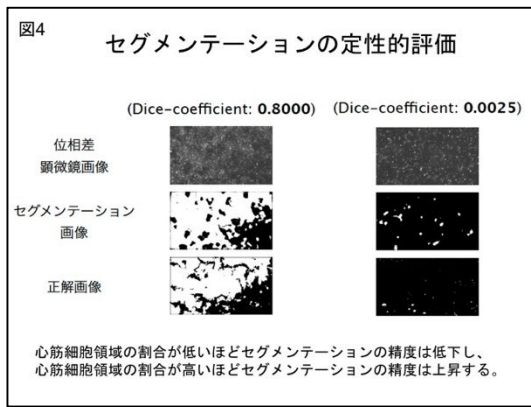 図4
セグメンテーションの定性的評価
(Dice-coefficient: 0.8000) (Dice-coefficient: 0.0025)
位相差
顕微鏡画像
セグメンテーション
画像
正解画像
心筋細胞領域の割合が低いほどセグメンテーションの精度は低下し、
心筋細胞領域の割合が高いほどセグメンテーションの精度は上昇する。